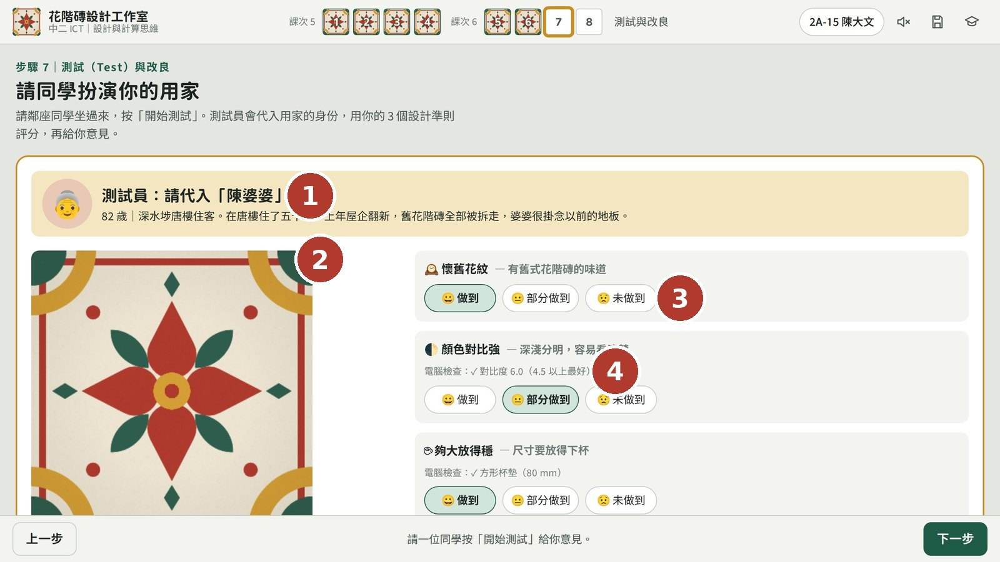 花階磚設計工作室
中二 ICT｜設計與計算思維
課次 5
1
2
3
4
課次 6
5
6
7
8
測試與改良
2A-15 陳大文
步驟 7｜測試（Test）與改良
請同學扮演你的用家
請鄰座同學坐過來，按「開始測試」。測試員會代入用家的身份，用你的 3 個設計準則
評分，再給你意見。
測試員：請代入「陳婆婆」
1
82 歲｜深水埗唐樓住客。在唐樓住了五
上年屋企翻新，舊花階磚全部被拆走，婆婆很掛念以前的地板。
2
懷舊花紋 — 有舊式花階磚的味道
做到
部分做到
未做到
3
顏色對比強 — 深淺分明，容易
電腦檢查：✓ 對比度 6.0（4.5 以上最好）
4
做到
部分做到
未做到
夠大放得穩 — 尺寸要放得下杯
電腦檢查：✓ 方形杯墊（80 mm）
做到
部分做到
未做到
上一步
請一位同學按「開始測試」給你意見。
下一步